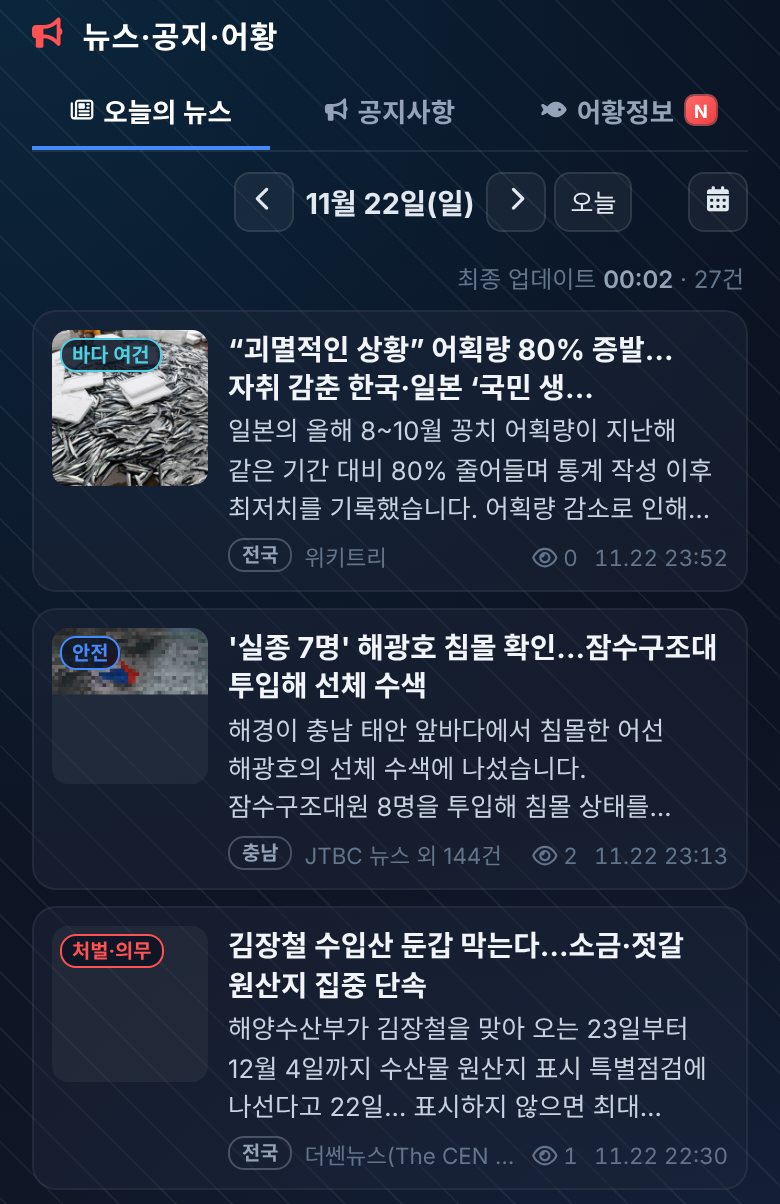 뉴스·공지·어황
오늘의 뉴스 공지사항 어황정보 N
11월 22일(일) 오늘
최종 업데이트 00:02 · 27건
바다 여건
“괴멸적인 상황” 어획량 80% 증발…
자취 감춘 한국·일본 ‘국민 생…
일본의 올해 8~10월 꽁치 어획량이 지난해
같은 기간 대비 80% 줄어들며 통계 작성 이후
최저치를 기록했습니다. 어획량 감소로 인해…
전국 위키트리 0 11.22 23:52
안전
'실종 7명' 해광호 침몰 확인…잠수구조대
투입해 선체 수색
해경이 충남 태안 앞바다에서 침몰한 어선
해광호의 선체 수색에 나섰습니다.
잠수구조대원 8명을 투입해 침몰 상태를…
충남 JTBC 뉴스 외 144건 2 11.22 23:13
처벌·의무
김장철 수입산 둔갑 막는다…소금·젓갈
원산지 집중 단속
해양수산부가 김장철을 맞아 오는 23일부터
12월 4일까지 수산물 원산지 표시 특별점검에
나선다고 22일… 표시하지 않으면 최대…
전국 더쎈뉴스(The CEN … 1 11.22 22:30